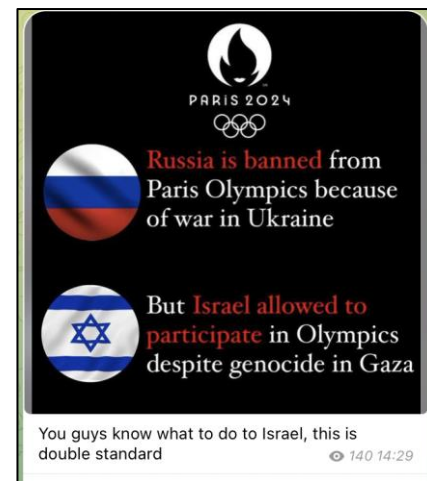 PARIS 2024
Russia is banned from
Paris Olympics because
of war in Ukraine
But Israel allowed to
participate in Olympics
despite genocide in Gaza
You guys know what to do to Israel, this is
double standard
140 14:29